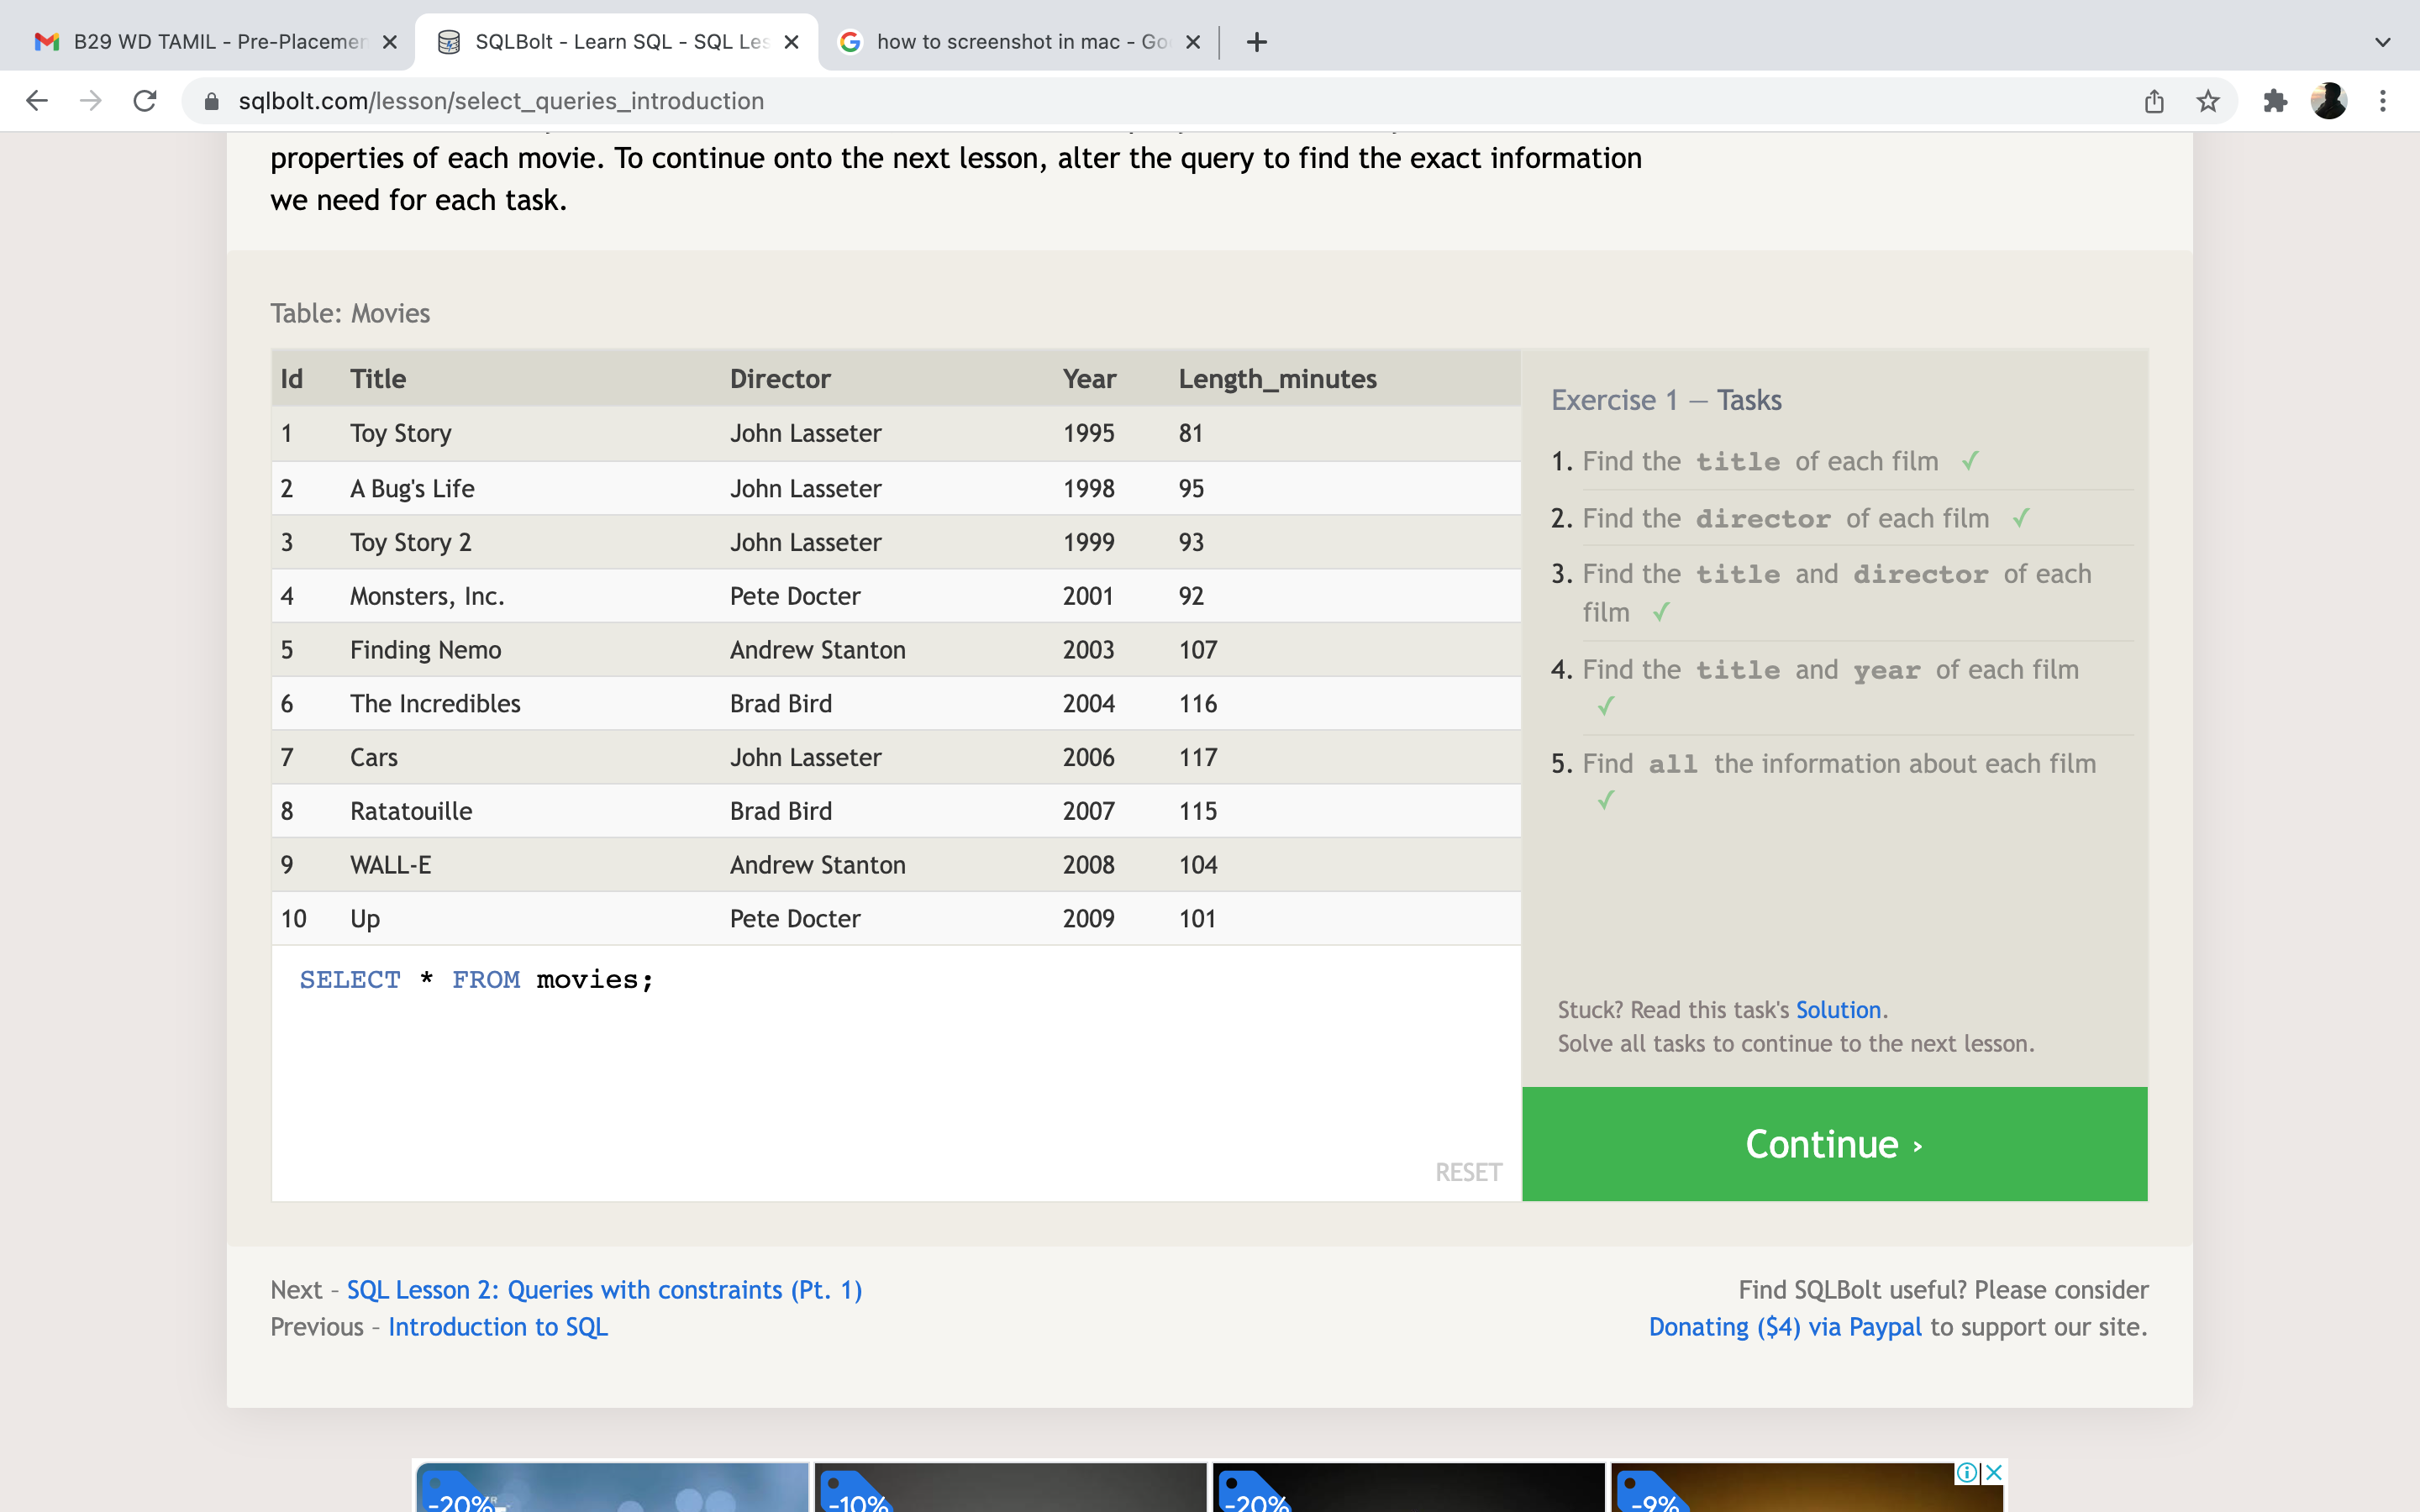 B29 WD TAMIL - Pre-Placemen
SQLBolt - Learn SQL - SQL Les
how to screenshot in mac - Goo
sqlbolt.com/lesson/select_queries_introduction
properties of each movie. To continue onto the next lesson, alter the query to find the exact information
we need for each task.
Table: Movies
Id Title Director Year Length_minutes
1 Toy Story John Lasseter 1995 81
2 A Bug's Life John Lasseter 1998 95
3 Toy Story 2 John Lasseter 1999 93
4 Monsters, Inc. Pete Docter 2001 92
5 Finding Nemo Andrew Stanton 2003 107
6 The Incredibles Brad Bird 2004 116
7 Cars John Lasseter 2006 117
8 Ratatouille Brad Bird 2007 115
9 WALL-E Andrew Stanton 2008 104
10 Up Pete Docter 2009 101
SELECT * FROM movies;
RESET
Exercise 1 — Tasks
1. Find the title of each film ✓
2. Find the director of each film ✓
3. Find the title and director of each
film ✓
4. Find the title and year of each film
✓
5. Find all the information about each film
✓
Stuck? Read this task's Solution.
Solve all tasks to continue to the next lesson.
Continue ›
Next – SQL Lesson 2: Queries with constraints (Pt. 1)
Previous – Introduction to SQL
Find SQLBolt useful? Please consider
Donating ($4) via Paypal to support our site.
-20%
-10%
-20%
-9%